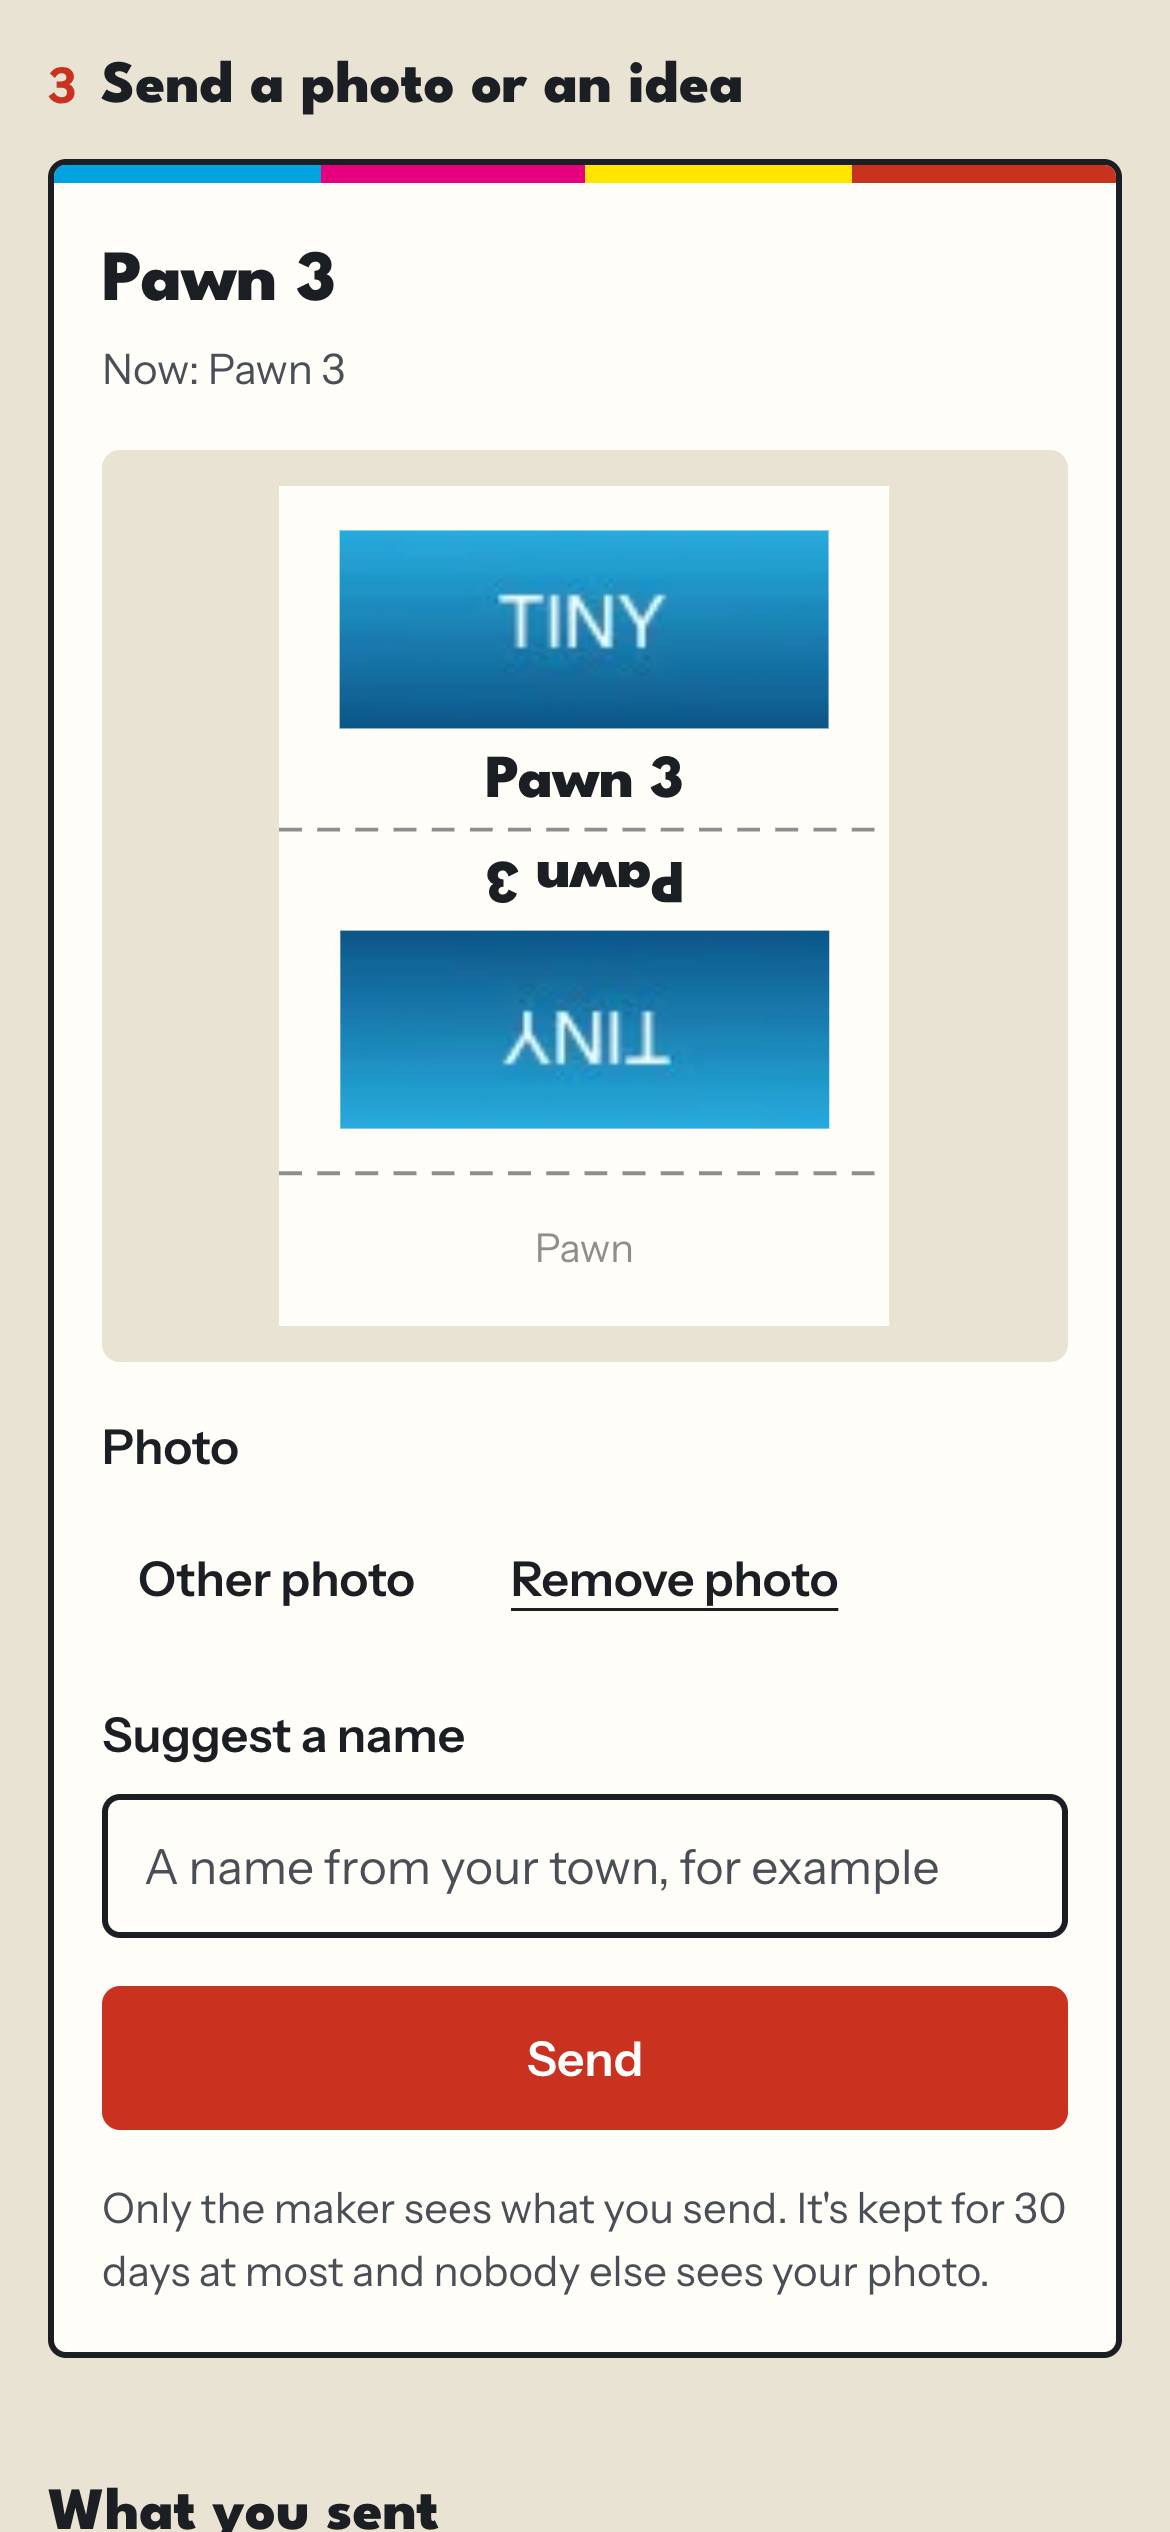 3 Send a photo or an idea
Pawn 3
Now: Pawn 3
TINY
Pawn 3
Pawn 3
TINY
Pawn
Photo
Other photo Remove photo
Suggest a name
A name from your town, for example
Send
Only the maker sees what you send. It's kept for 30
days at most and nobody else sees your photo.
What you sent